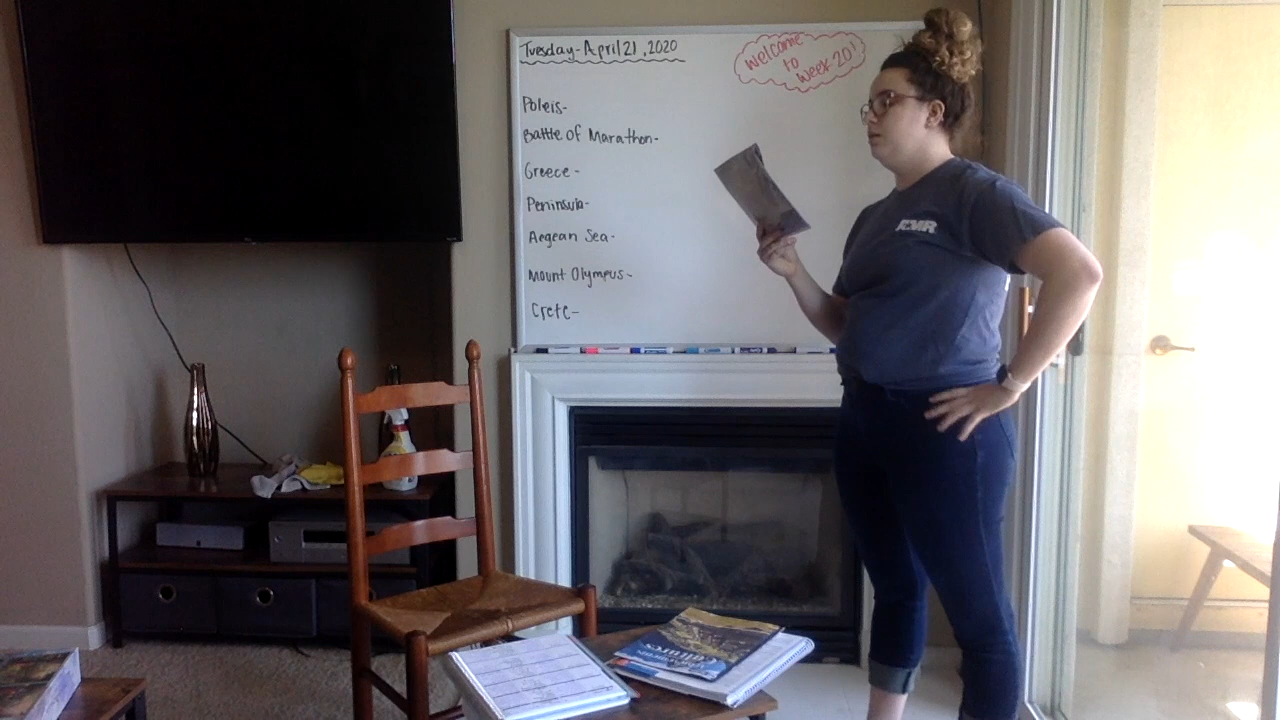 Tuesday - April 21, 2020
Welcome
to
Week 20!
Poleis-
Battle of Marathon-
Greece -
Peninsula-
Aegean Sea-
Mount Olympus-
Crete-
Cultures